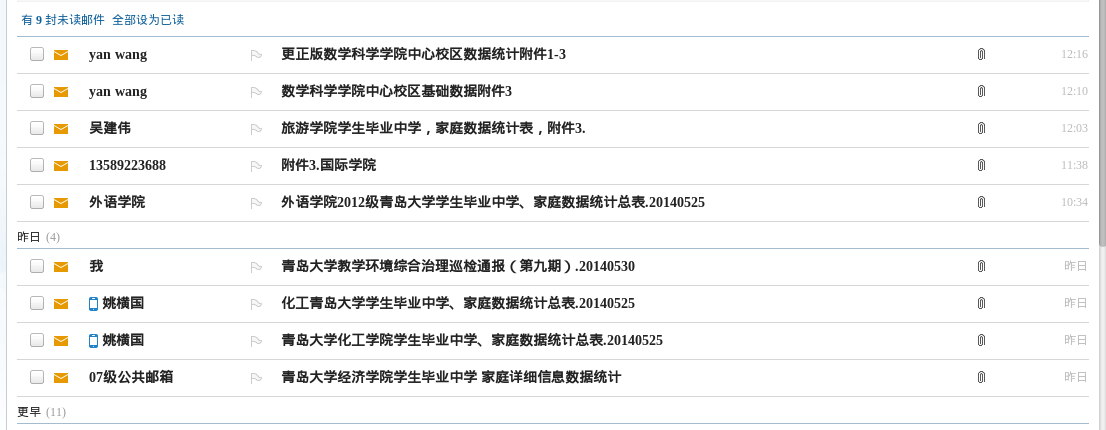 有 9 封未读邮件 全部设为已读
yan wang 更正版数学科学学院中心校区数据统计附件1-3 12:16
yan wang 数学科学学院中心校区基础数据附件3 12:10
吴建伟 旅游学院学生毕业中学，家庭数据统计表，附件3. 12:03
13589223688 附件3.国际学院 11:38
外语学院 外语学院2012级青岛大学学生毕业中学、家庭数据统计总表.20140525 10:34
昨日 (4)
我 青岛大学教学环境综合治理巡检通报（第九期）.20140530 昨日
姚横国 化工青岛大学学生毕业中学、家庭数据统计总表.20140525 昨日
姚横国 青岛大学化工学院学生毕业中学、家庭数据统计总表.20140525 昨日
07级公共邮箱 青岛大学经济学院学生毕业中学 家庭详细信息数据统计 昨日
更早 (11)